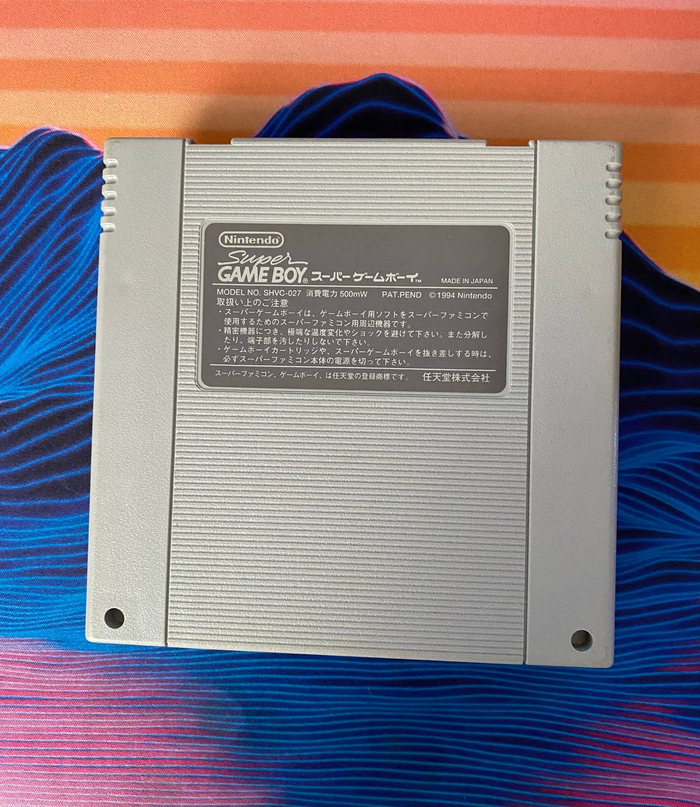 Nintendo
Super
GAME BOY® スーパーゲームボーイ™ MADE IN JAPAN
MODEL NO. SHVC-027 消費電力 500mW PAT.PEND © 1994 Nintendo
取扱い上のご注意
・スーパーゲームボーイは、ゲームボーイ用ソフトをスーパーファミコンで
使用するためのスーパーファミコン用周辺機器です。
・精密機器につき、極端な温度変化やショックを避けて下さい。また分解し
たり、端子部を汚したりしないで下さい。
・ゲームボーイカートリッジや、スーパーゲームボーイを抜き差しする時は、
必ずスーパーファミコン本体の電源を切って下さい。
スーパーファミコン、ゲームボーイ、は任天堂の登録商標です。 任天堂株式会社